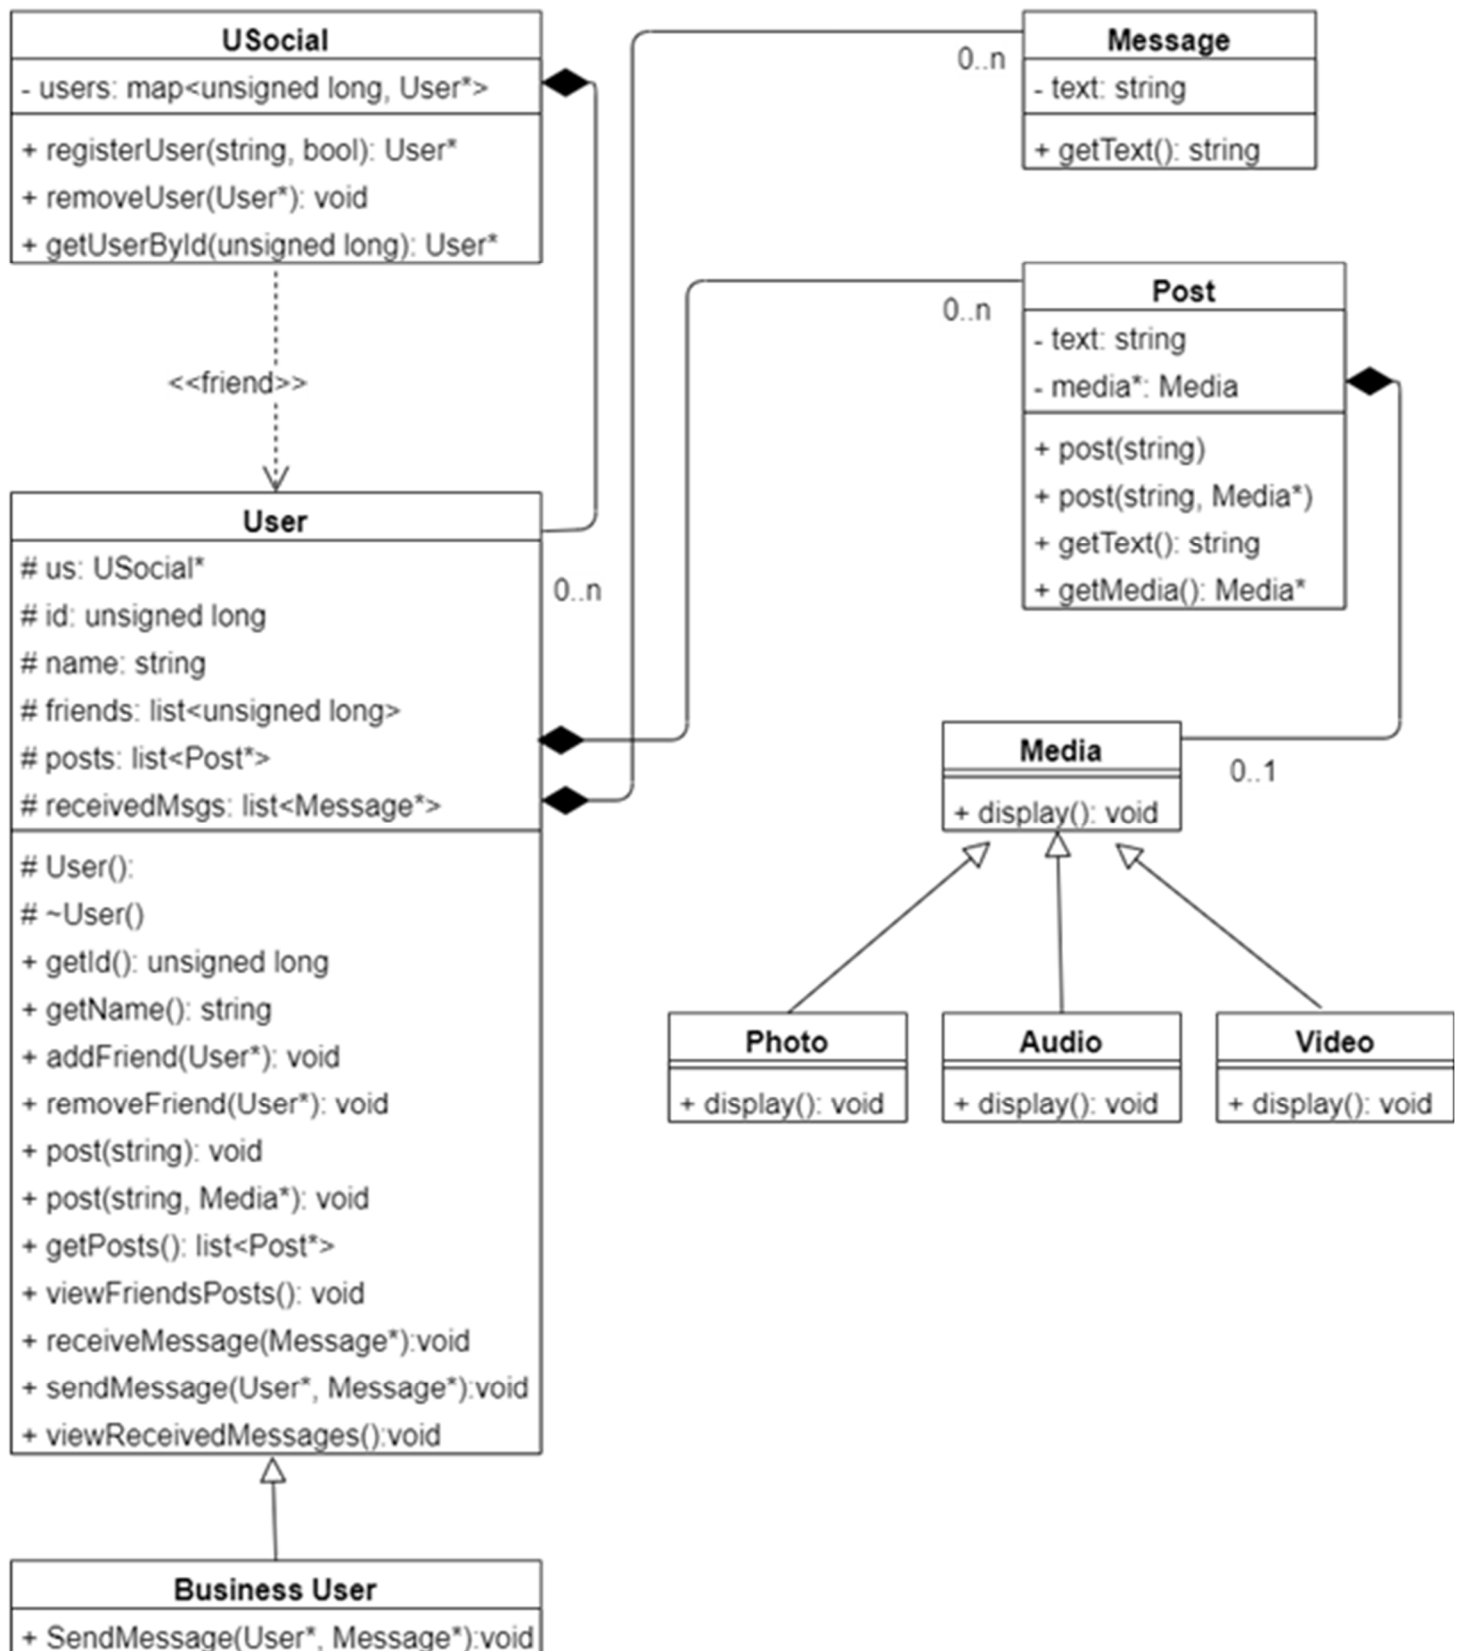 USocial
- users: map<unsigned long, User*>
+ registerUser(string, bool): User*
+ removeUser(User*): void
+ getUserById(unsigned long): User*
<<friend>>
User
# us: USocial*
# id: unsigned long
# name: string
# friends: list<unsigned long>
# posts: list<Post*>
# receivedMsgs: list<Message*>
# User():
# ~User()
+ getId(): unsigned long
+ getName(): string
+ addFriend(User*): void
+ removeFriend(User*): void
+ post(string): void
+ post(string, Media*): void
+ getPosts(): list<Post*>
+ viewFriendsPosts(): void
+ receiveMessage(Message*):void
+ sendMessage(User*, Message*):void
+ viewReceivedMessages():void
0..n
Business User
+ SendMessage(User*, Message*):void
Message
- text: string
+ getText(): string
0..n
Post
- text: string
- media*: Media
+ post(string)
+ post(string, Media*)
+ getText(): string
+ getMedia(): Media*
0..n
Media
+ display(): void
0..1
Photo
+ display(): void
Audio
+ display(): void
Video
+ display(): void